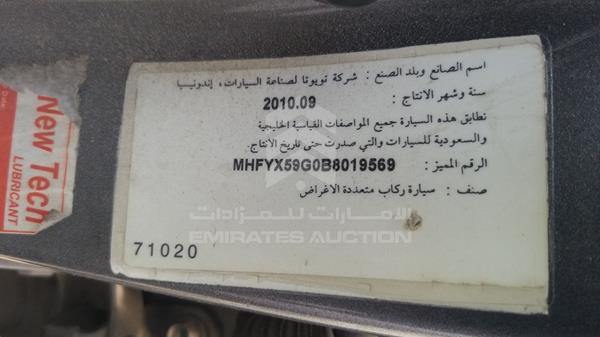 اسم الصانع وبلد الصنع : شركة تويوتا لصناعة السيارات ، إندونيسيا
سنة وشهر الانتاج : 2010.09
تطابق هذه السيارة جميع المواصفات القياسية الخليجية
والسعودية للسيارات والتي صدرت حتى تاريخ الانتاج.
الرقم المميز : MHFYX59G0B8019569
صنف : سيارة ركاب متعددة الاغراض
الامارات للمزادات
EMIRATES AUCTION
71020
New Tech
LUBRICANT
Date: